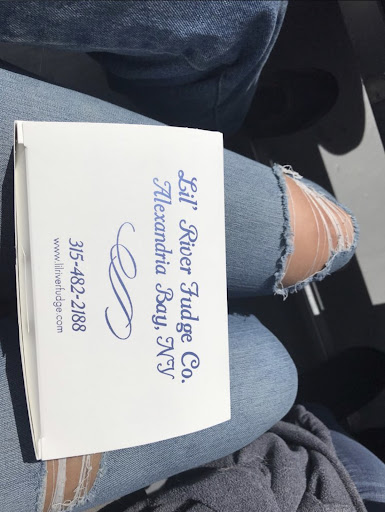 Lil' River Fudge Co.
Alexandria Bay, NY
315-482-2188
www.lilriverfudge.com